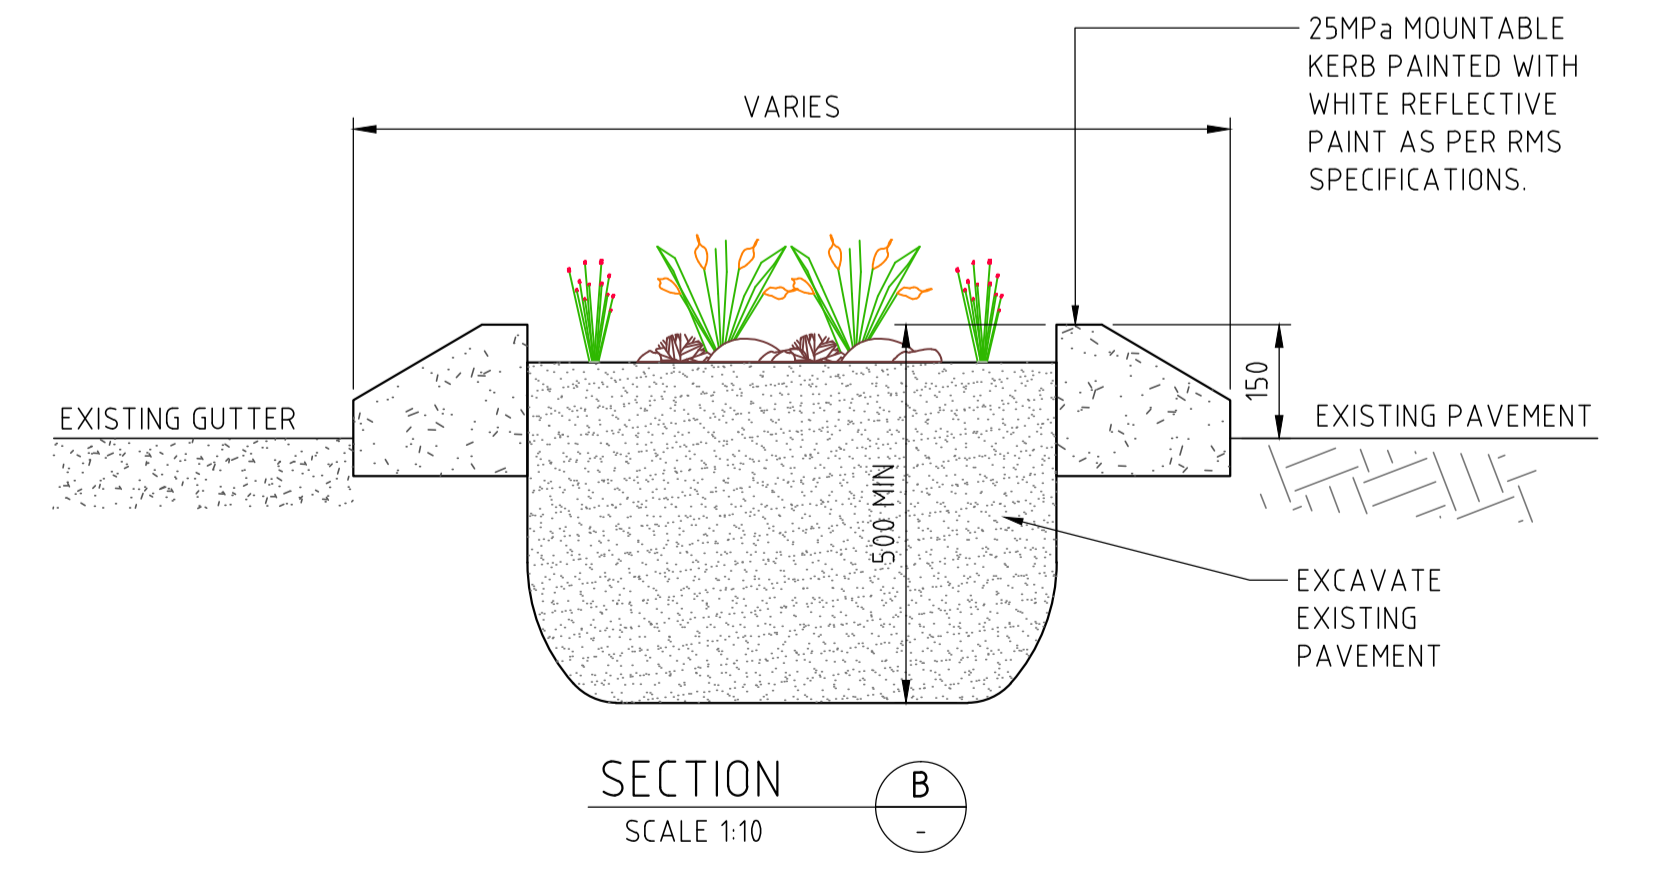 25MPa MOUNTABLE
KERB PAINTED WITH
WHITE REFLECTIVE
PAINT AS PER RMS
SPECIFICATIONS.
VARIES
150
EXISTING GUTTER
EXISTING PAVEMENT
500 MIN
EXCAVATE
EXISTING
PAVEMENT
SECTION
B
SCALE 1:10
-